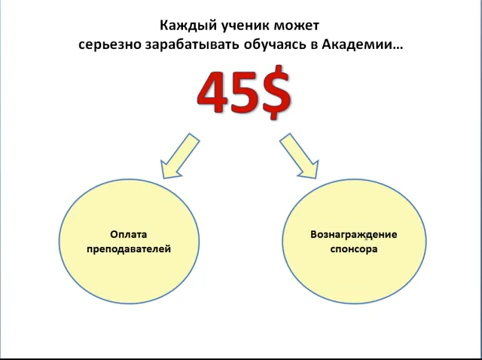 Каждый ученик может
серьезно зарабатывать обучаясь в Академии...
45$
Оплата
преподавателей
Вознаграждение
спонсора